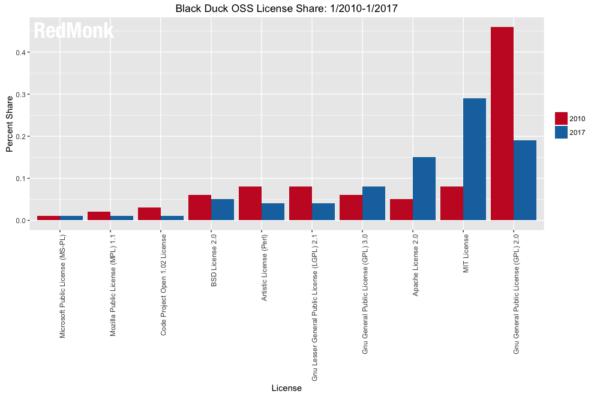 Black Duck OSS License Share: 1/2010-1/2017
RedMonk
Percent Share
0.4
0.3
0.2
0.1
0.0
2010
2017
Microsoft Public License (MS-PL)
Mozilla Public License (MPL) 1.1
Code Project Open 1.02 License
BSD License 2.0
Artistic License (Perl)
Gnu Lesser General Public License (LGPL) 2.1
Gnu General Public License (GPL) 3.0
Apache License 2.0
MIT License
Gnu General Public License (GPL) 2.0
License